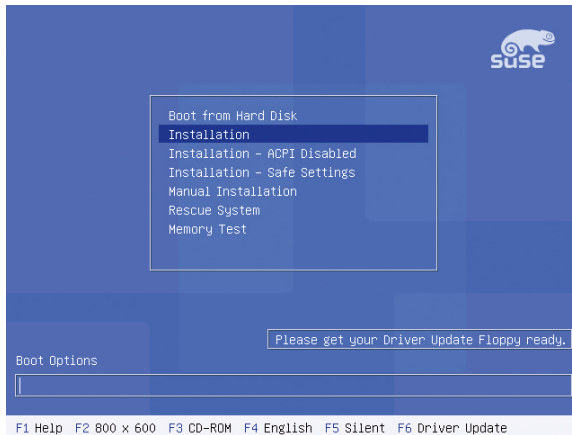 suse
Boot from Hard Disk
Installation
Installation - ACPI Disabled
Installation - Safe Settings
Manual Installation
Rescue System
Memory Test
Please get your Driver Update Floppy ready.
Boot Options
F1 Help F2 800 x 600 F3 CD-ROM F4 English F5 Silent F6 Driver Update